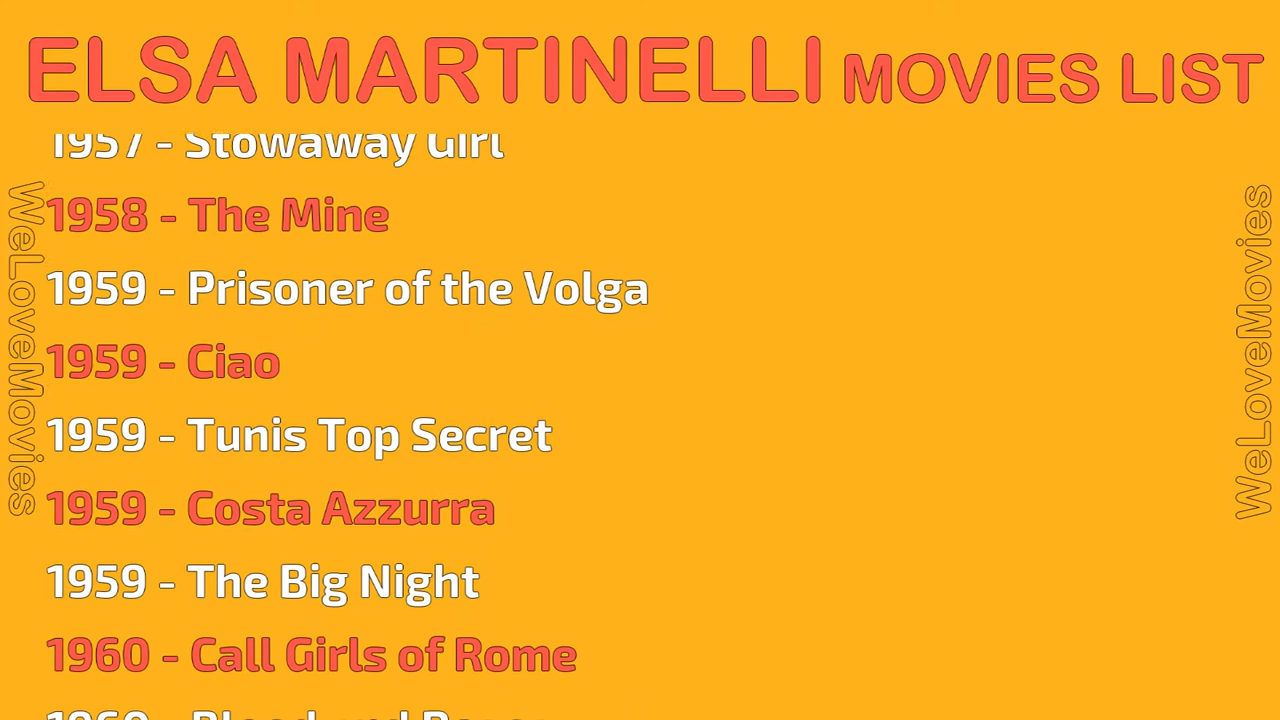 ELSA MARTINELLI MOVIES LIST
1957 - Stowaway Girl
1958 - The Mine
1959 - Prisoner of the Volga
1959 - Ciao
1959 - Tunis Top Secret
1959 - Costa Azzurra
1959 - The Big Night
1960 - Call Girls of Rome
1960 -
WeLoveMovies
WeLoveMovies